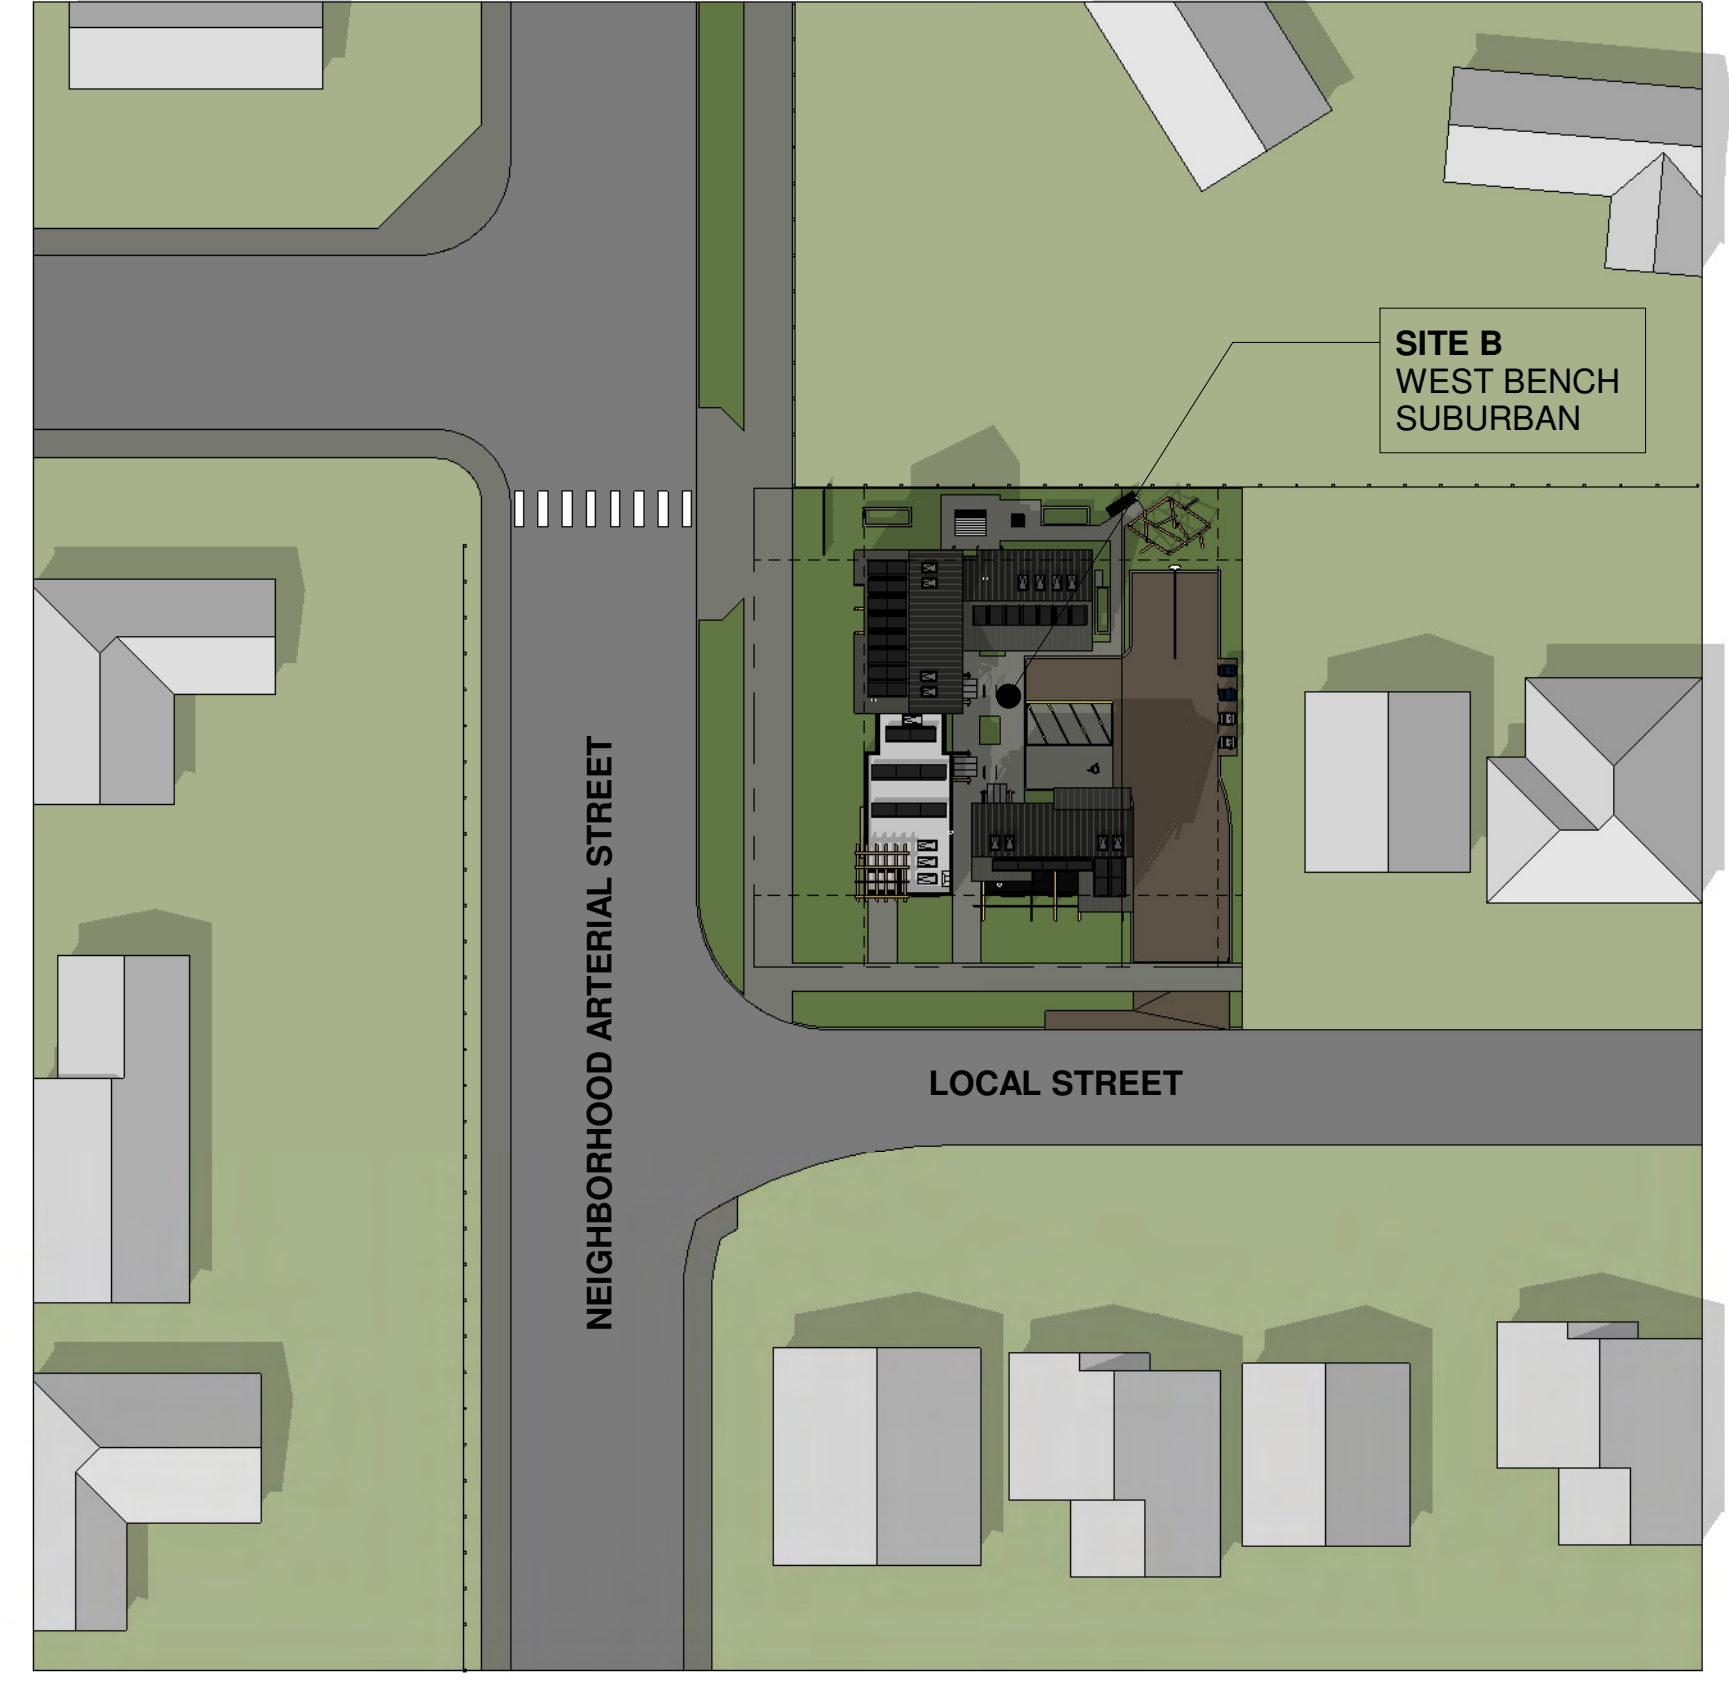 SITE B
WEST BENCH
SUBURBAN
NEIGHBORHOOD ARTERIAL STREET
LOCAL STREET